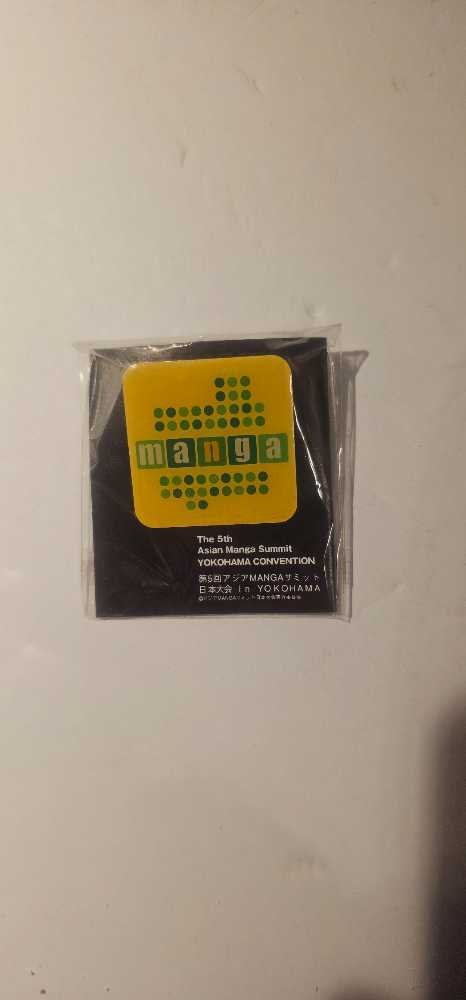 manga
The 5th
Asian Manga Summit
YOKOHAMA CONVENTION
第5回アジアMANGAサミット
日本大会 in YOKOHAMA